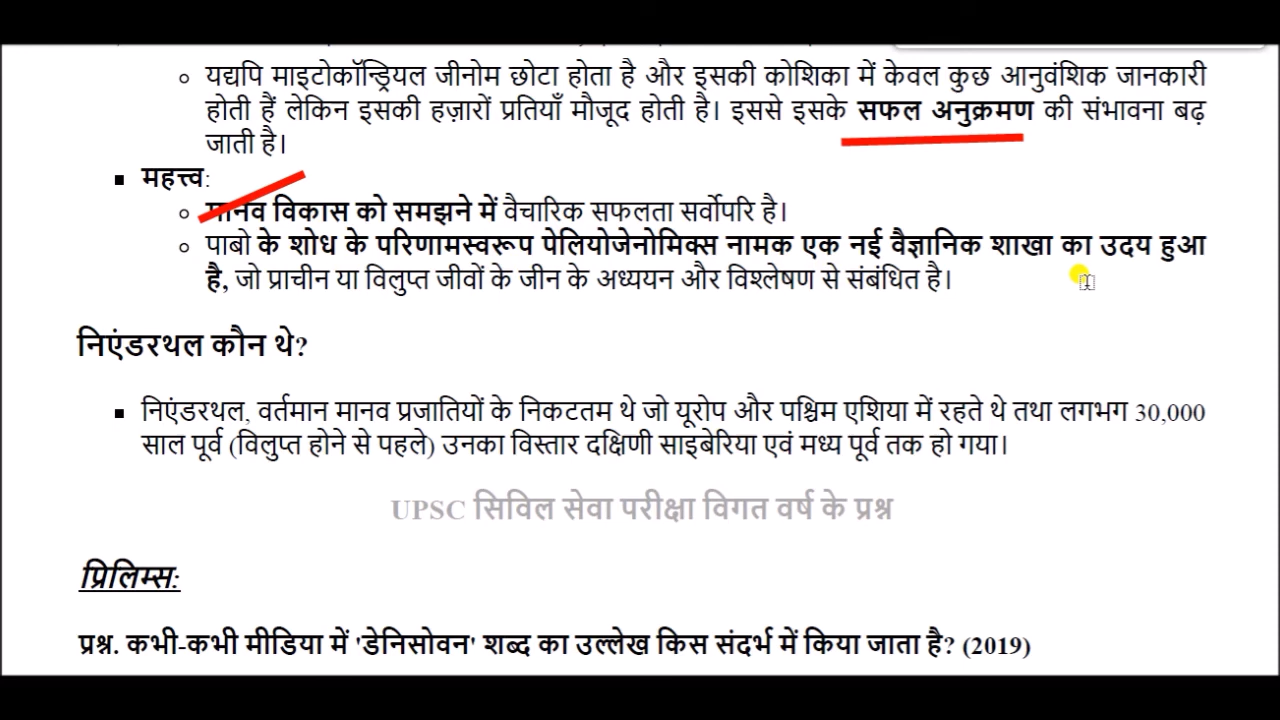 यद्यपि माइटोकॉन्ड्रियल जीनोम छोटा होता है और इसकी कोशिका में केवल कुछ आनुवंशिक जानकारी
होती हैं लेकिन इसकी हज़ारों प्रतियाँ मौजूद होती है। इससे इसके सफल अनुक्रमण की संभावना बढ़
जाती है।
महत्त्व:
मानव विकास को समझने में वैचारिक सफलता सर्वोपरि है।
पाबो के शोध के परिणामस्वरूप पेलियोजेनोमिक्स नामक एक नई वैज्ञानिक शाखा का उदय हुआ
है, जो प्राचीन या विलुप्त जीवों के जीन के अध्ययन और विश्लेषण से संबंधित है।
निएंडरथल कौन थे?
निएंडरथल, वर्तमान मानव प्रजातियों के निकटतम थे जो यूरोप और पश्चिम एशिया में रहते थे तथा लगभग 30,000
साल पूर्व (विलुप्त होने से पहले) उनका विस्तार दक्षिणी साइबेरिया एवं मध्य पूर्व तक हो गया।
UPSC सिविल सेवा परीक्षा विगत वर्ष के प्रश्न
प्रिलिम्स:
प्रश्न. कभी-कभी मीडिया में 'डेनिसोवन' शब्द का उल्लेख किस संदर्भ में किया जाता है? (2019)